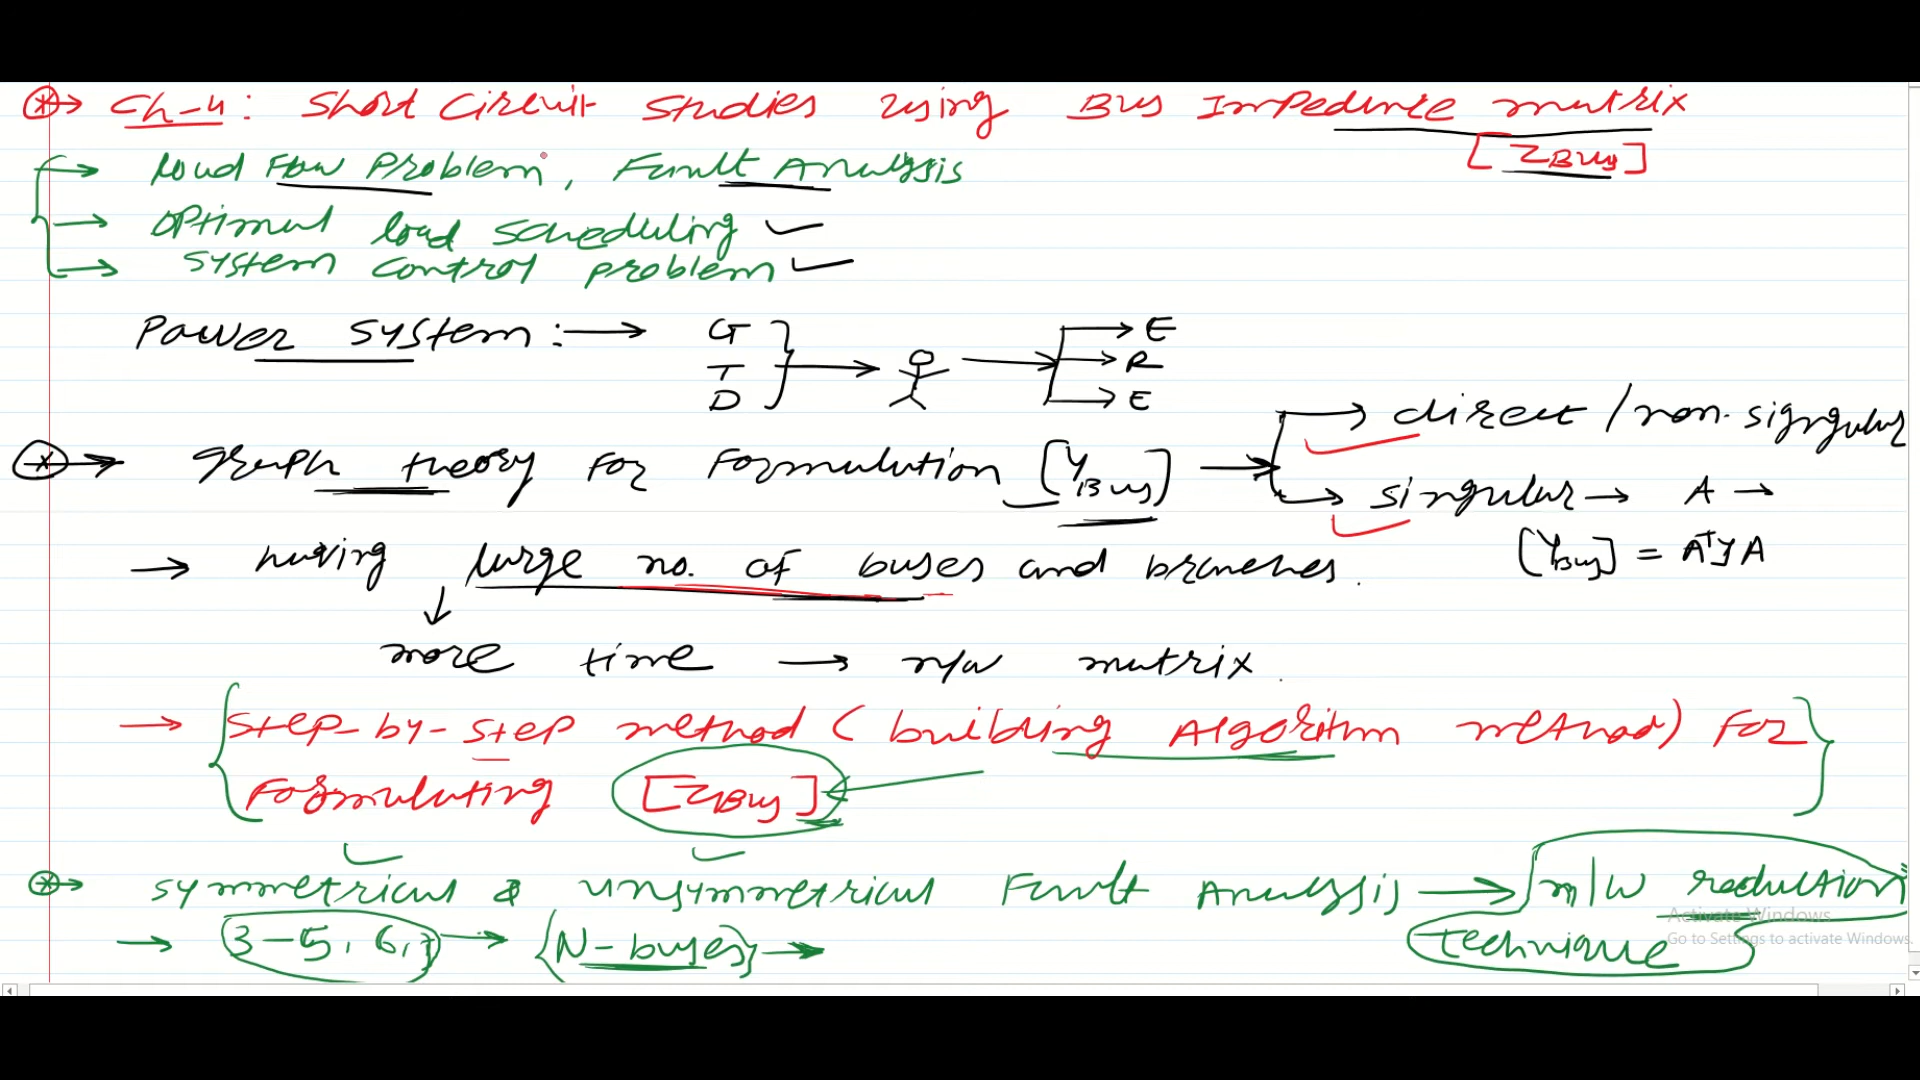 Ch-4: Short Circuit Studies using Bus Impedance matrix
[ZBus]
→ Load Flow Problem, Fault Analysis
→ Optimal load scheduling
→ System control problem
Power system: → G T D → E R E
→ Graph theory for formulation [YBus] → direct / non-singular
→ singular → A →
[YBus] = AᵀyA
→ having large no. of buses and branches.
more time → n/w matrix.
→ Step-by-step method (building Algorithm method) for
formulating [ZBus]
→ symmetrical & unsymmetrical Fault Analysis → n/w reduction
technique
→ 3-5, 6, 7 → {N-buses} →
Activate Windows
Go to Settings to activate Windows.